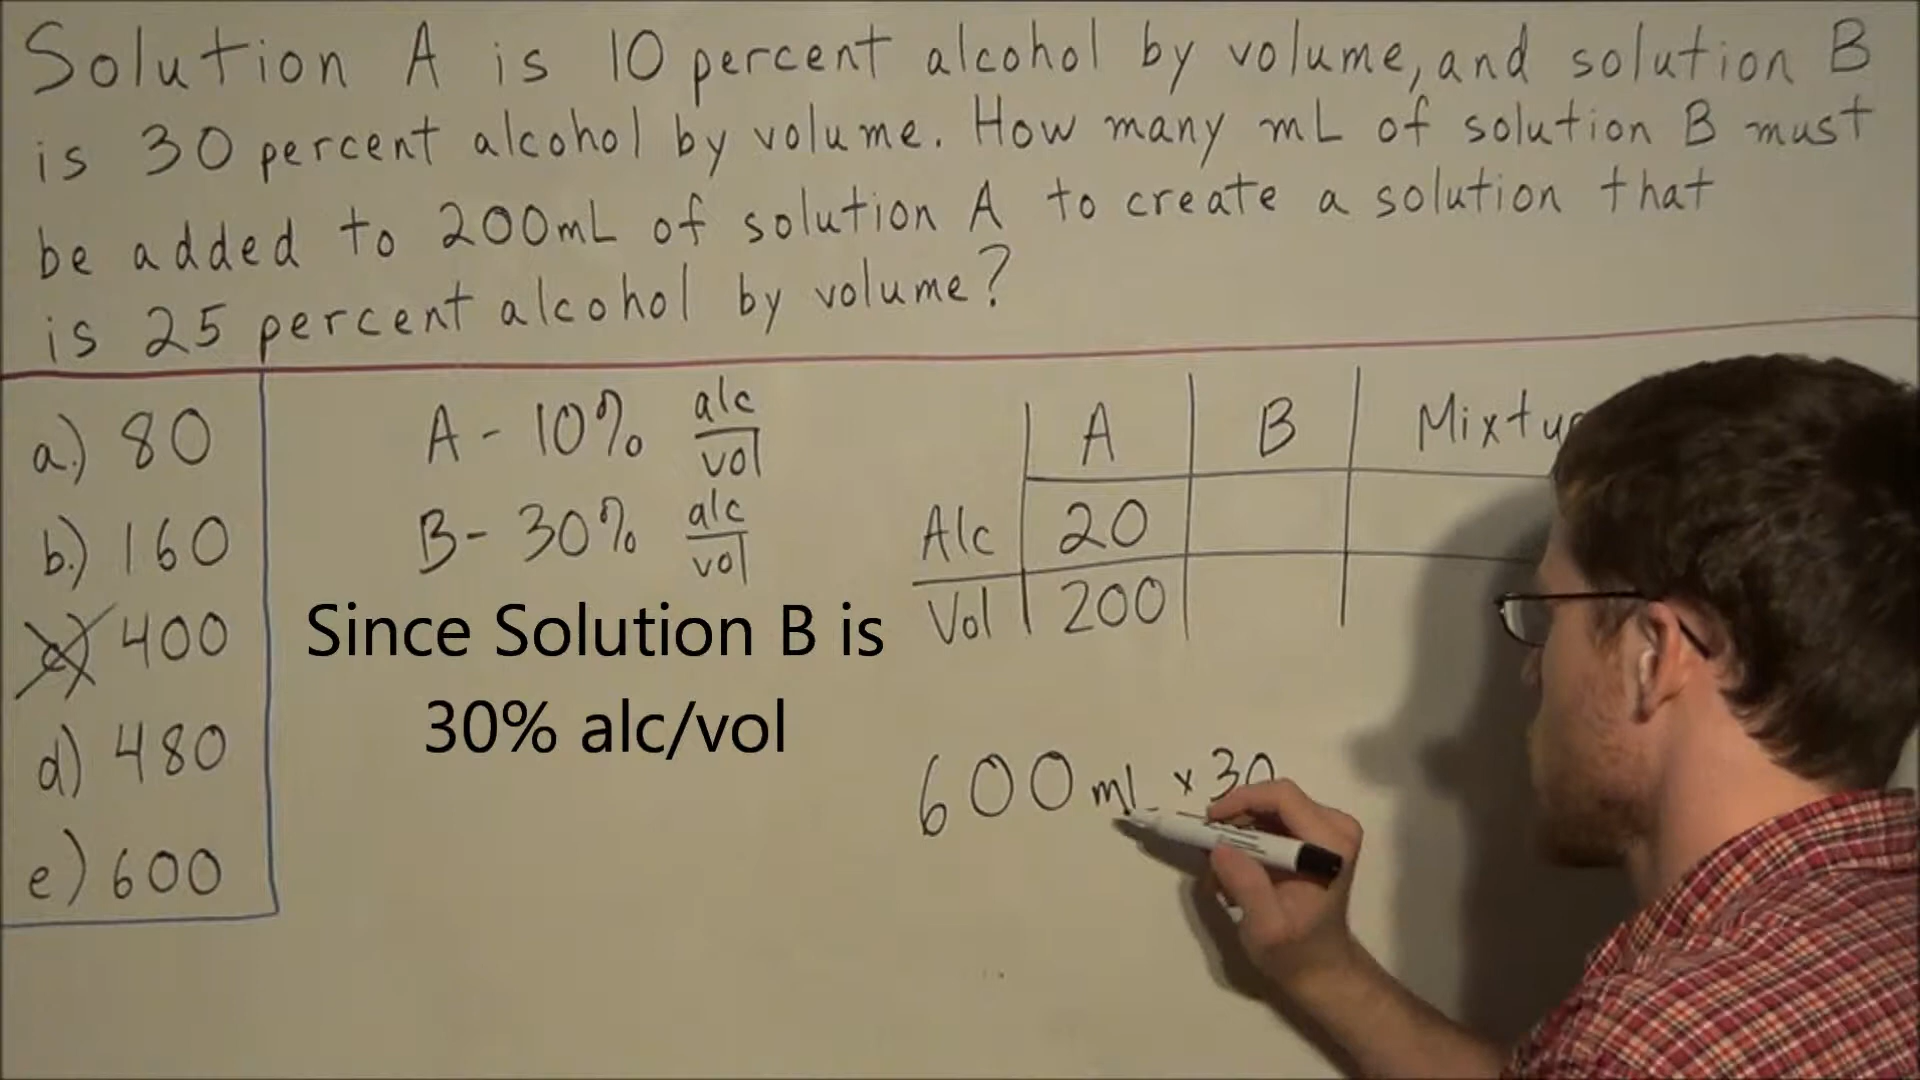 Solution A is 10 percent alcohol by volume, and solution B
is 30 percent alcohol by volume. How many mL of solution B must
be added to 200mL of solution A to create a solution that
is 25 percent alcohol by volume?
a.) 80
b.) 160
c) 400
d) 480
e) 600
A - 10% alc/vol
B - 30% alc/vol
Since Solution B is
30% alc/vol
A B
Alc 20
Vol 200
600 mL x 30